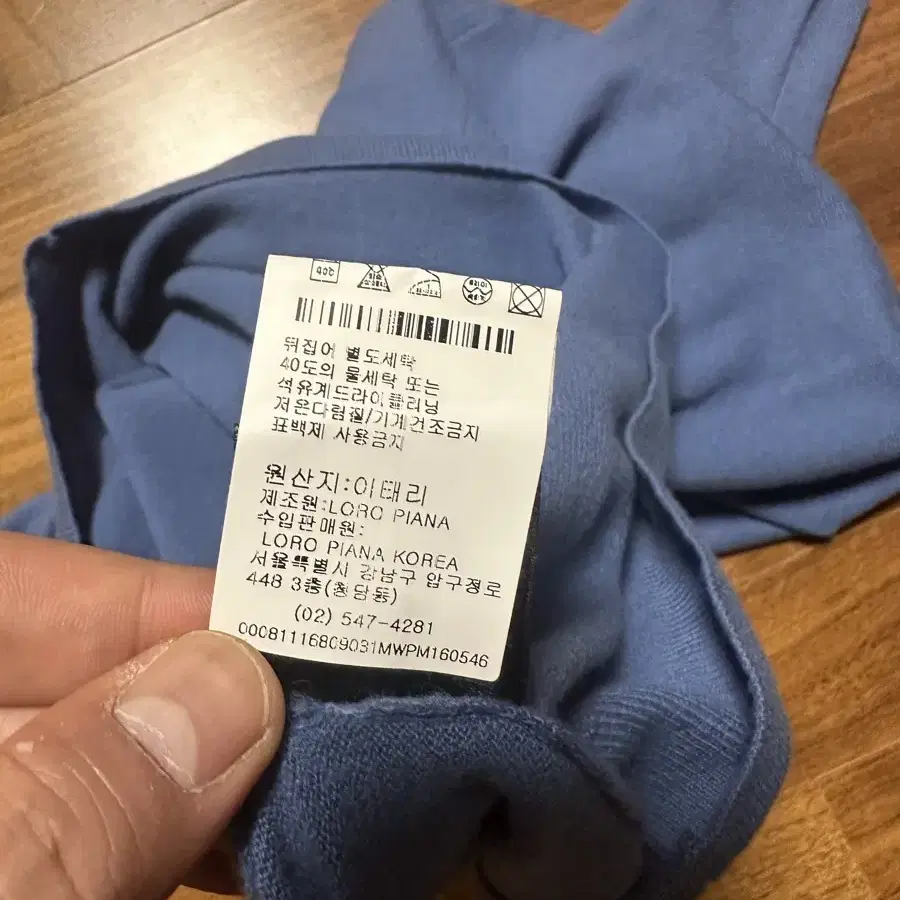 뒤집어 별도세탁
40도의 물세탁 또는
석유계드라이클리닝
저온다림질/기계건조금지
표백제 사용금지
원산지:이태리
제조원:LORO PIANA
수입판매원:
LORO PIANA KOREA
서울특별시 강남구 압구정로
448 3층(청담동)
(02) 547-4281
00081116809031MWPM160546